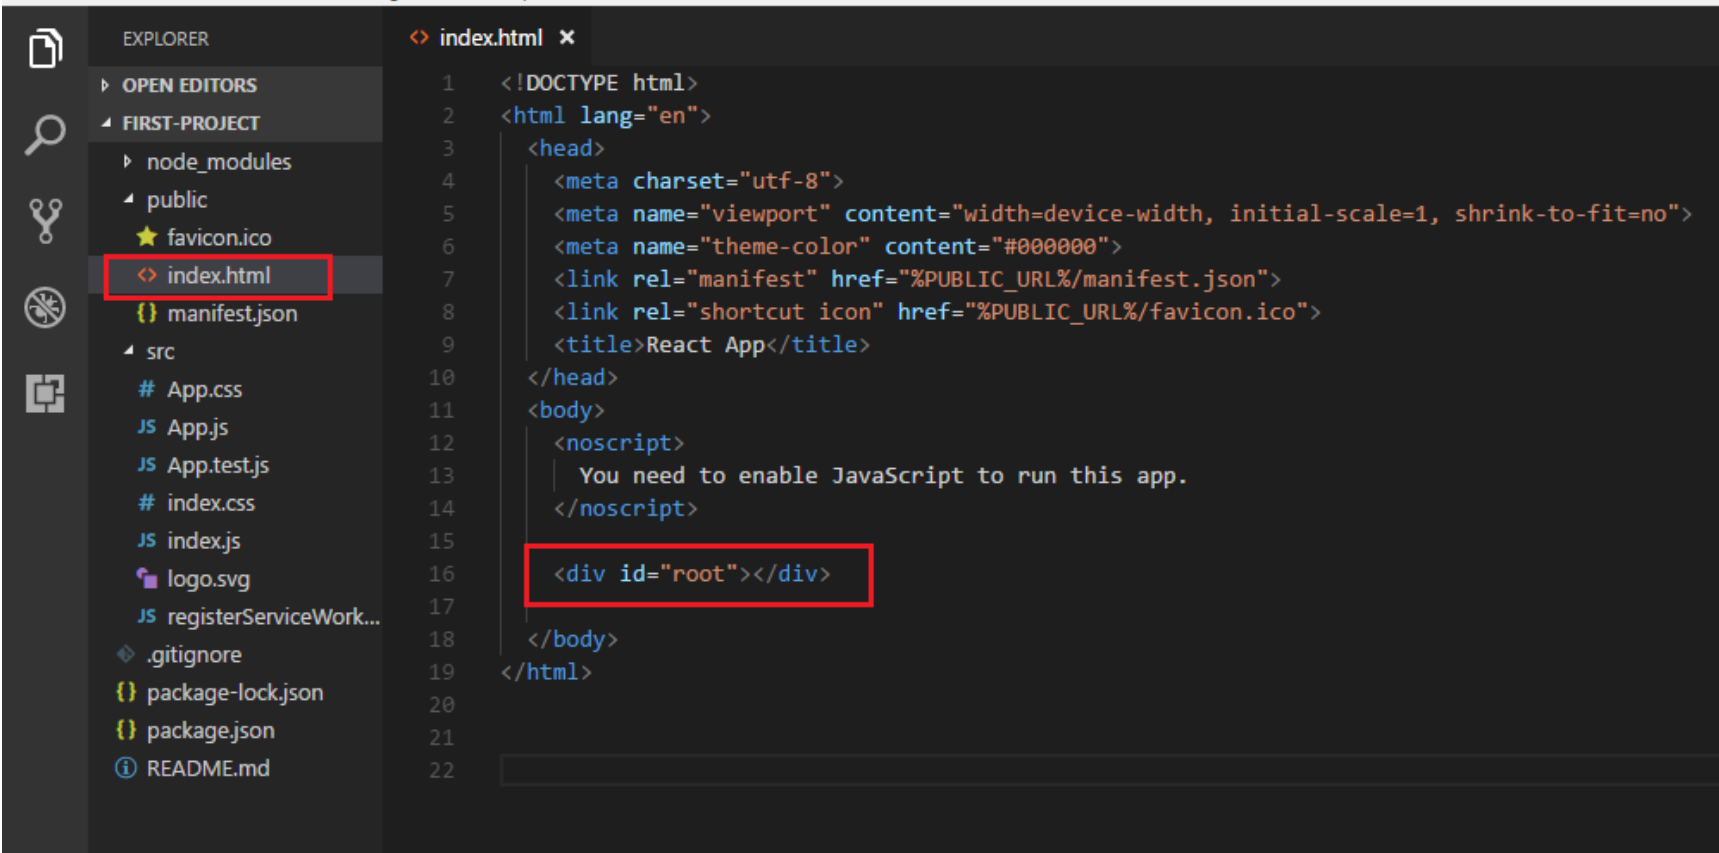 EXPLORER
OPEN EDITORS
FIRST-PROJECT
node_modules
public
favicon.ico
<> index.html
{} manifest.json
src
# App.css
JS App.js
JS App.test.js
# index.css
JS index.js
logo.svg
JS registerServiceWork...
.gitignore
{} package-lock.json
{} package.json
README.md
<> index.html ×
1 <!DOCTYPE html>
2 <html lang="en">
3 <head>
4 <meta charset="utf-8">
5 <meta name="viewport" content="width=device-width, initial-scale=1, shrink-to-fit=no">
6 <meta name="theme-color" content="#000000">
7 <link rel="manifest" href="%PUBLIC_URL%/manifest.json">
8 <link rel="shortcut icon" href="%PUBLIC_URL%/favicon.ico">
9 <title>React App</title>
10 </head>
11 <body>
12 <noscript>
13 You need to enable JavaScript to run this app.
14 </noscript>
15
16 <div id="root"></div>
17
18 </body>
19 </html>
20
21
22